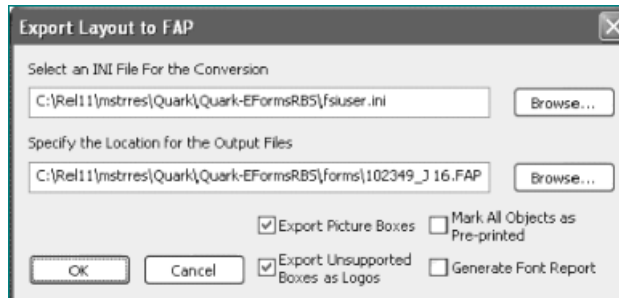 Export Layout to FAP
Select an INI File For the Conversion
C:\Rel11\mstrres\Quark\Quark-EFormsRBS\fsiuser.ini
Browse...
Specify the Location for the Output Files
C:\Rel11\mstrres\Quark\Quark-EFormsRBS\forms\102349_J16.FAP
Browse...
Export Picture Boxes
Mark All Objects as
Pre-printed
OK
Cancel
Export Unsupported
Boxes as Logos
Generate Font Report